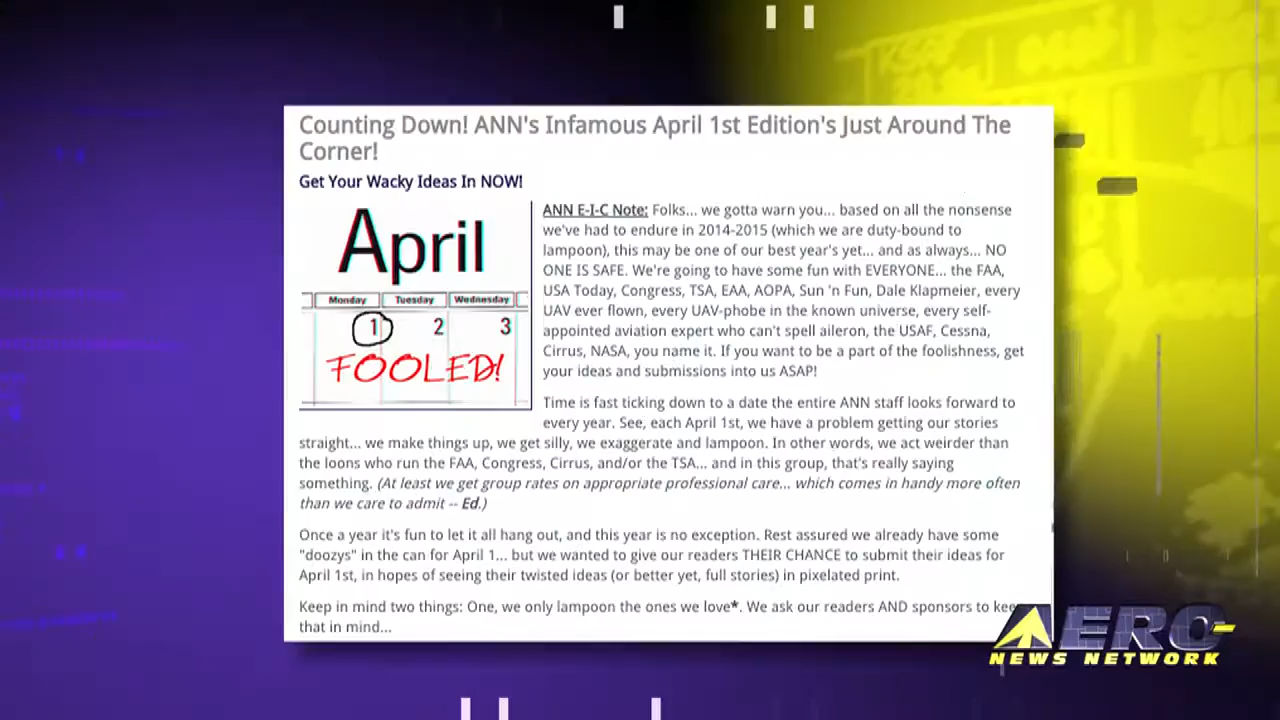 Counting Down! ANN's Infamous April 1st Edition's Just Around The
Corner!
Get Your Wacky Ideas In NOW!
April
Monday Tuesday Wednesday
1 2 3
FOOLED!
ANN E-I-C Note: Folks... we gotta warn you... based on all the nonsense
we've had to endure in 2014-2015 (which we are duty-bound to
lampoon), this may be one of our best year's yet... and as always... NO
ONE IS SAFE. We're going to have some fun with EVERYONE... the FAA,
USA Today, Congress, TSA, EAA, AOPA, Sun 'n Fun, Dale Klapmeier, every
UAV ever flown, every UAV-phobe in the known universe, every self-
appointed aviation expert who can't spell aileron, the USAF, Cessna,
Cirrus, NASA, you name it. If you want to be a part of the foolishness, get
your ideas and submissions into us ASAP!
Time is fast ticking down to a date the entire ANN staff looks forward to
every year. See, each April 1st, we have a problem getting our stories
straight... we make things up, we get silly, we exaggerate and lampoon. In other words, we act weirder than
the loons who run the FAA, Congress, Cirrus, and/or the TSA... and in this group, that's really saying
something. (At least we get group rates on appropriate professional care... which comes in handy more often
than we care to admit -- Ed.)
Once a year it's fun to let it all hang out, and this year is no exception. Rest assured we already have some
"doozys" in the can for April 1... but we wanted to give our readers THEIR CHANCE to submit their ideas for
April 1st, in hopes of seeing their twisted ideas (or better yet, full stories) in pixelated print.
Keep in mind two things: One, we only lampoon the ones we love*. We ask our readers AND sponsors to kee
that in mind...
AERO-
NEWS NETWORK